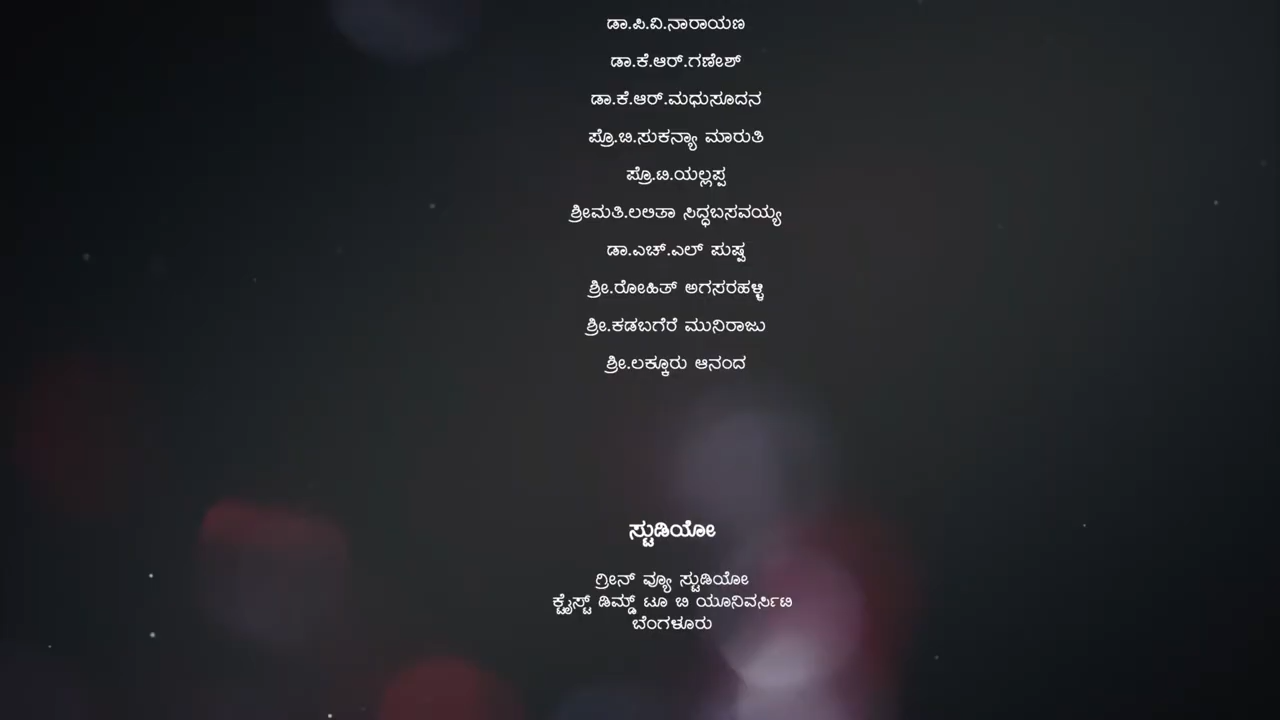 ಡಾ.ಪಿ.ವಿ.ನಾರಾಯಣ
ಡಾ.ಕೆ.ಆರ್.ಗಣೇಶ್
ಡಾ.ಕೆ.ಆರ್.ಮಧುಸೂದನ
ಪ್ರೊ.ಬಿ.ಸುಕನ್ಯಾ ಮಾರುತಿ
ಪ್ರೊ.ಟಿ.ಯಲ್ಲಪ್ಪ
ಶ್ರೀಮತಿ.ಲಲಿತಾ ಸಿದ್ಧಬಸವಯ್ಯ
ಡಾ.ಎಚ್.ಎಲ್ ಪುಷ್ಪ
ಶ್ರೀ.ರೋಹಿತ್ ಅಗಸರಹಳ್ಳಿ
ಶ್ರೀ.ಕಡಬಗೆರೆ ಮುನಿರಾಜು
ಶ್ರೀ.ಲಕ್ಕೂರು ಆನಂದ
ಸ್ಟುಡಿಯೋ
ಗ್ರೀನ್ ವ್ಯೂ ಸ್ಟುಡಿಯೋ
ಕ್ಟೈಸ್ಟ್ ಡಿಮ್ಡ್ ಟೂ ಬಿ ಯೂನಿವರ್ಸಿಟಿ
ಬೆಂಗಳೂರು